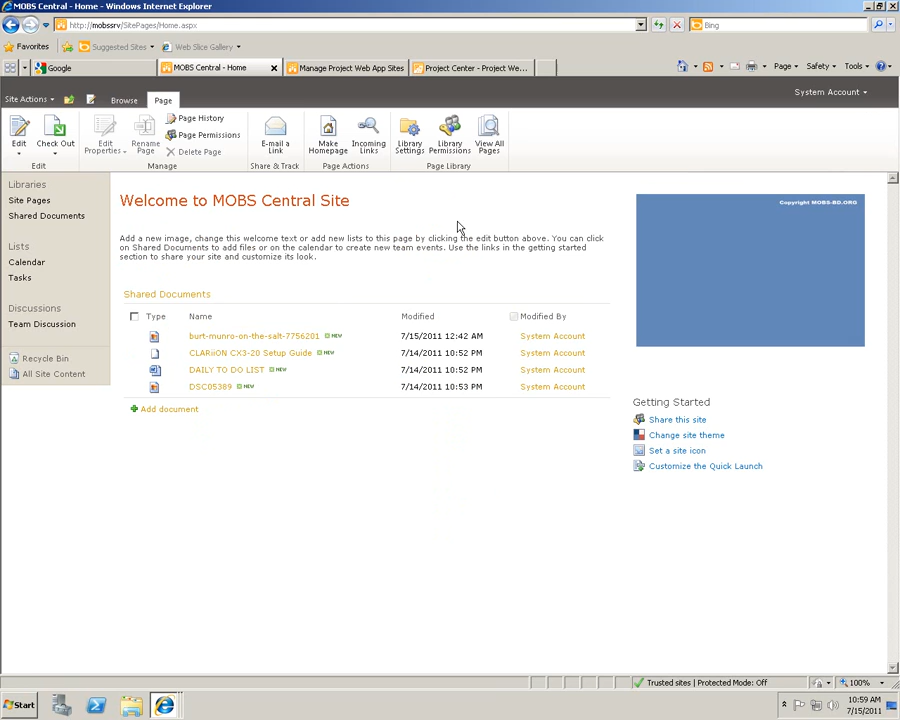 MOBS Central - Home - Windows Internet Explorer
http://mobssrv/SitePages/Home.aspx
Bing
Favorites
Suggested Sites
Web Slice Gallery
Google
MOBS Central - Home
Manage Project Web App Sites
Project Center - Project We...
Page
Safety
Tools
Site Actions
Browse
Page
System Account
Edit
Check Out
Edit Properties
Rename Page
Page History
Page Permissions
Delete Page
E-mail a Link
Make Homepage
Incoming Links
Library Settings
Library Permissions
View All Pages
Edit
Manage
Share & Track
Page Actions
Page Library
Libraries
Site Pages
Shared Documents
Lists
Calendar
Tasks
Discussions
Team Discussion
Recycle Bin
All Site Content
Welcome to MOBS Central Site
Add a new image, change this welcome text or add new lists to this page by clicking the edit button above. You can click
on Shared Documents to add files or on the calendar to create new team events. Use the links in the getting started
section to share your site and customize its look.
Shared Documents
Type Name Modified Modified By
burt-munro-on-the-salt-7756201 NEW 7/15/2011 12:42 AM System Account
CLARiiON CX3-20 Setup Guide NEW 7/14/2011 10:52 PM System Account
DAILY TO DO LIST NEW 7/14/2011 10:52 PM System Account
DSC05389 NEW 7/14/2011 10:53 PM System Account
Add document
Copyright MOBS-BD.ORG
Getting Started
Share this site
Change site theme
Set a site icon
Customize the Quick Launch
Trusted sites | Protected Mode: Off
100%
Start
10:59 AM
7/15/2011